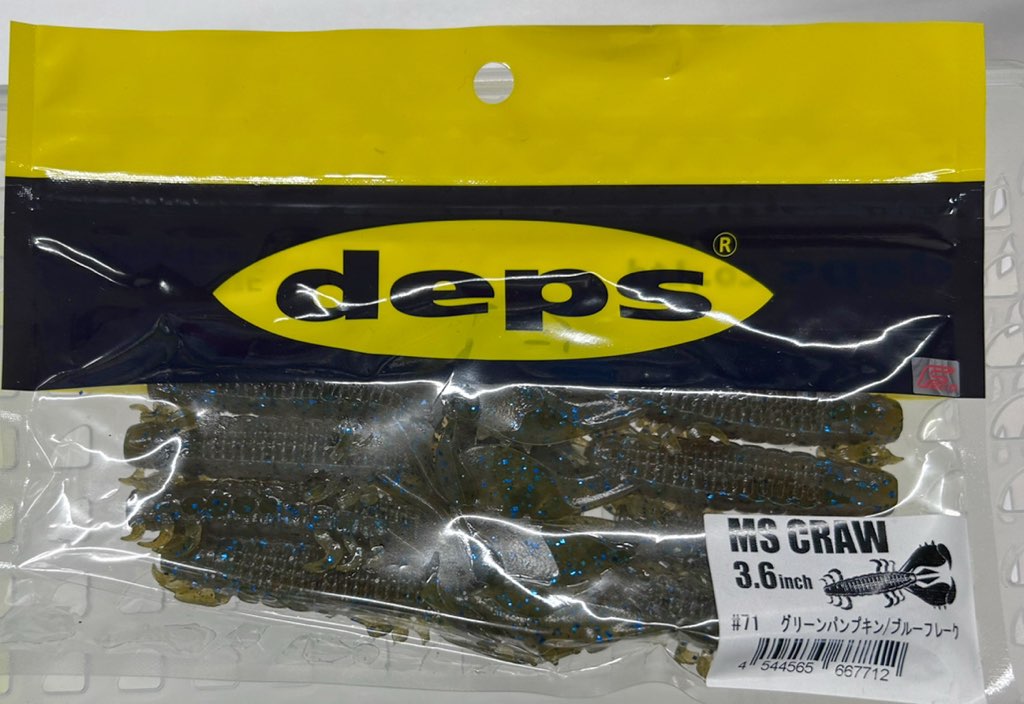 deps®
MS CRAW
3.6inch
#71 グリーンパンプキン/ブルーフレーク
4 544565 667712